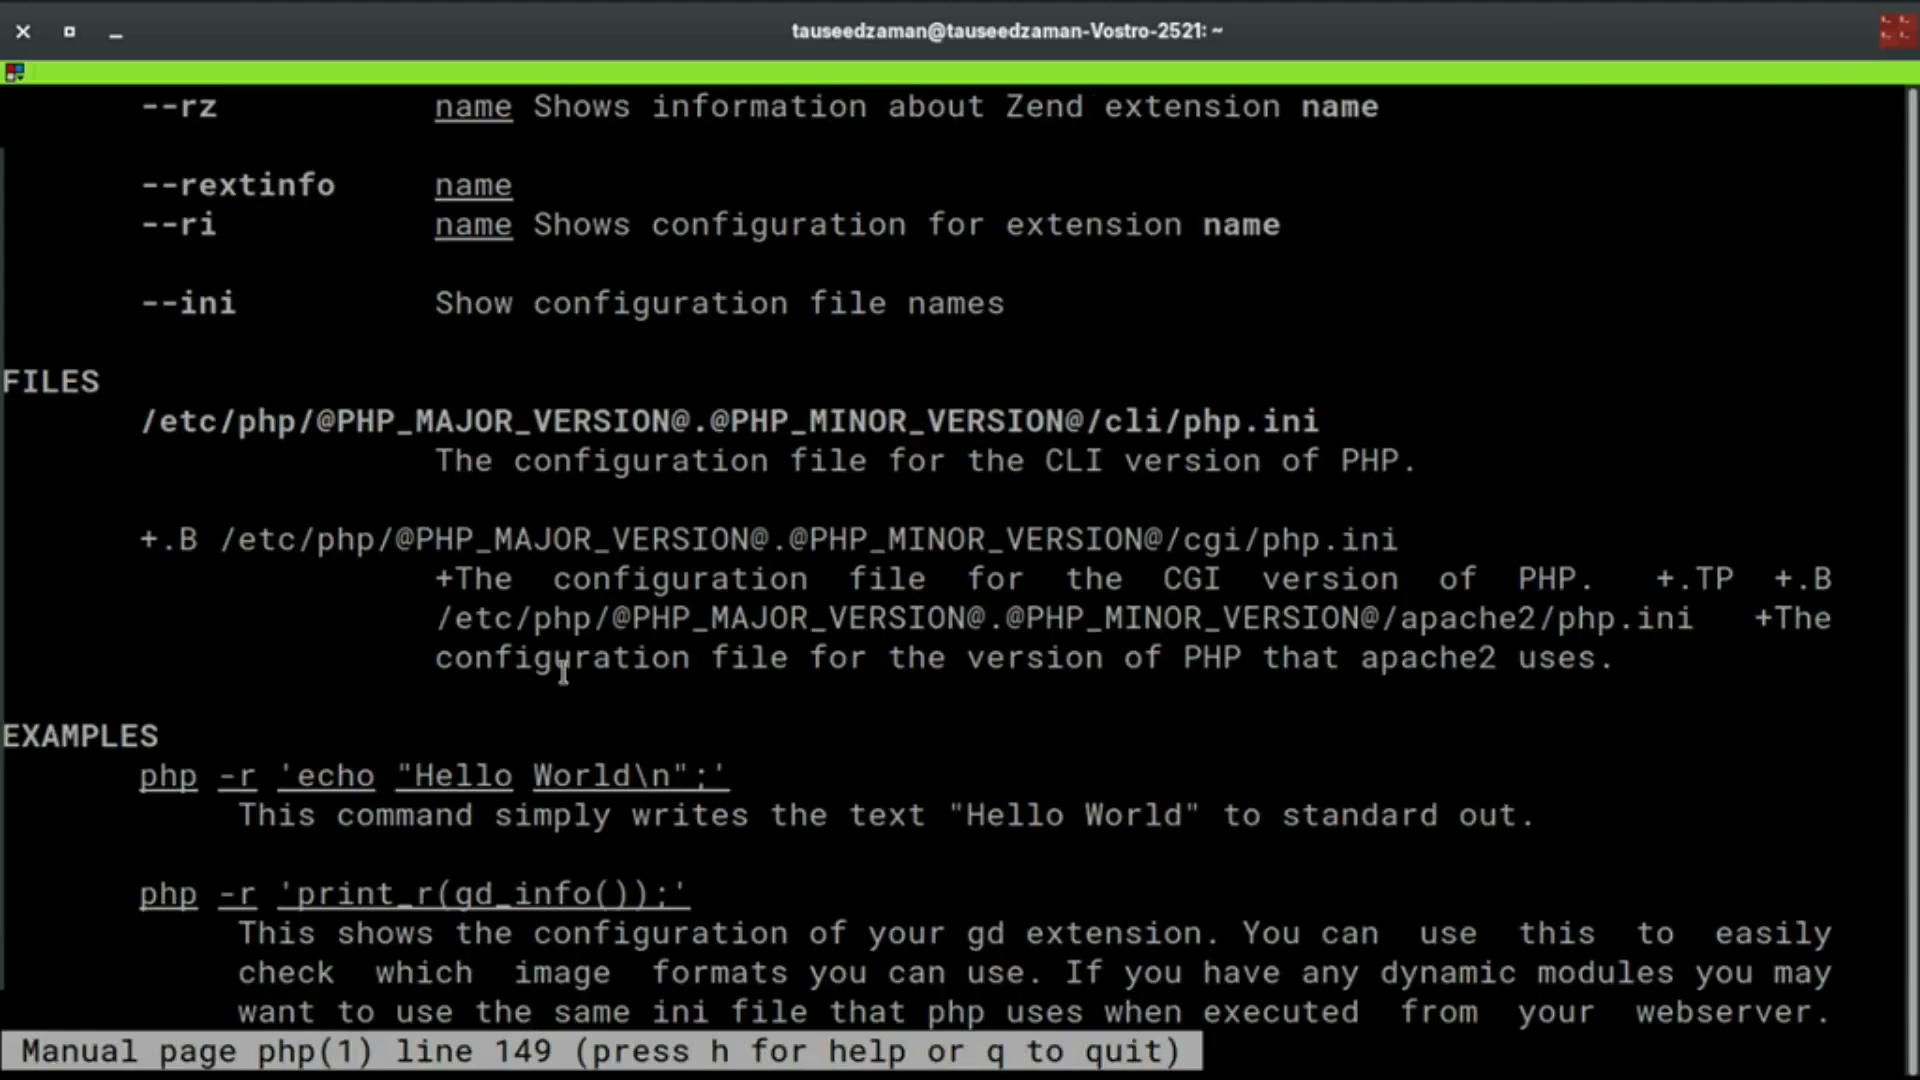 tauseedzaman@tauseedzaman-Vostro-2521: ~
--rz name Shows information about Zend extension name
--rextinfo name
--ri name Shows configuration for extension name
--ini Show configuration file names
FILES
/etc/php/@PHP_MAJOR_VERSION@.@PHP_MINOR_VERSION@/cli/php.ini
The configuration file for the CLI version of PHP.
+.B /etc/php/@PHP_MAJOR_VERSION@.@PHP_MINOR_VERSION@/cgi/php.ini
+The configuration file for the CGI version of PHP. +.TP +.B
/etc/php/@PHP_MAJOR_VERSION@.@PHP_MINOR_VERSION@/apache2/php.ini +The
configuration file for the version of PHP that apache2 uses.
EXAMPLES
php -r 'echo "Hello World\n";'
This command simply writes the text "Hello World" to standard out.
php -r 'print_r(gd_info());'
This shows the configuration of your gd extension. You can use this to easily
check which image formats you can use. If you have any dynamic modules you may
want to use the same ini file that php uses when executed from your webserver.
Manual page php(1) line 149 (press h for help or q to quit)